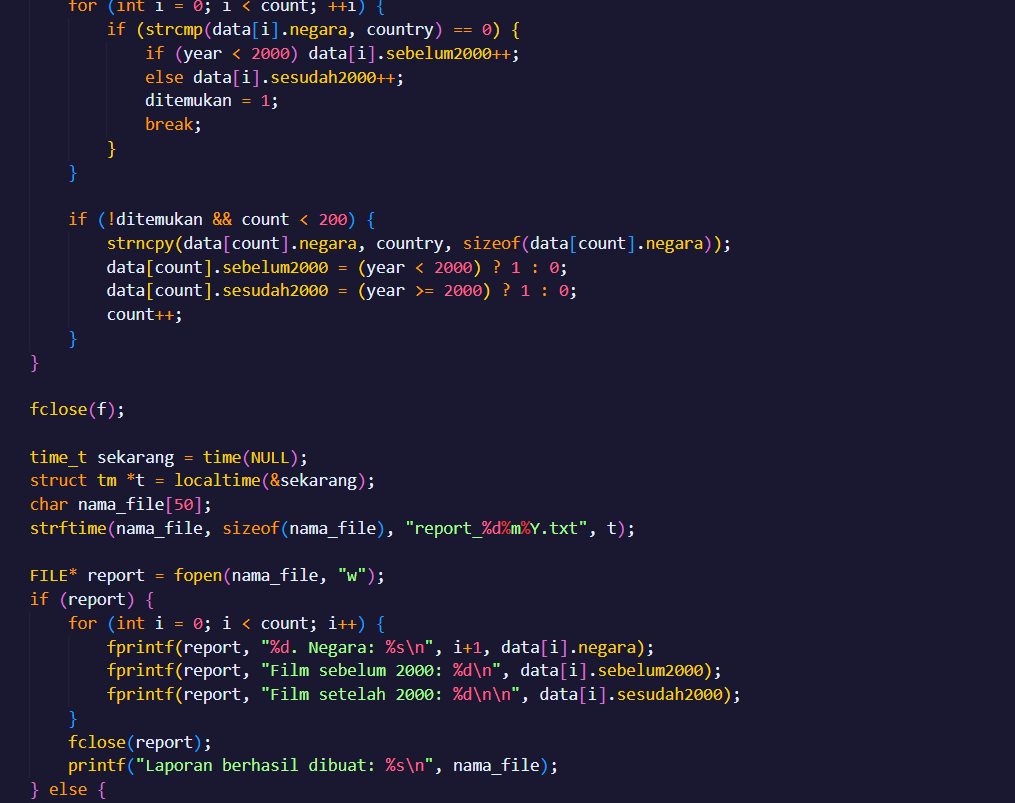 for (int i = 0; i < count; ++i) {
if (strcmp(data[i].negara, country) == 0) {
if (year < 2000) data[i].sebelum2000++;
else data[i].sesudah2000++;
ditemukan = 1;
break;
}
}
if (!ditemukan && count < 200) {
strncpy(data[count].negara, country, sizeof(data[count].negara));
data[count].sebelum2000 = (year < 2000) ? 1 : 0;
data[count].sesudah2000 = (year >= 2000) ? 1 : 0;
count++;
}
}
fclose(f);
time_t sekarang = time(NULL);
struct tm *t = localtime(&sekarang);
char nama_file[50];
strftime(nama_file, sizeof(nama_file), "report_%d%m%Y.txt", t);
FILE* report = fopen(nama_file, "w");
if (report) {
for (int i = 0; i < count; i++) {
fprintf(report, "%d. Negara: %s\n", i+1, data[i].negara);
fprintf(report, "Film sebelum 2000: %d\n", data[i].sebelum2000);
fprintf(report, "Film setelah 2000: %d\n\n", data[i].sesudah2000);
}
fclose(report);
printf("Laporan berhasil dibuat: %s\n", nama_file);
} else {